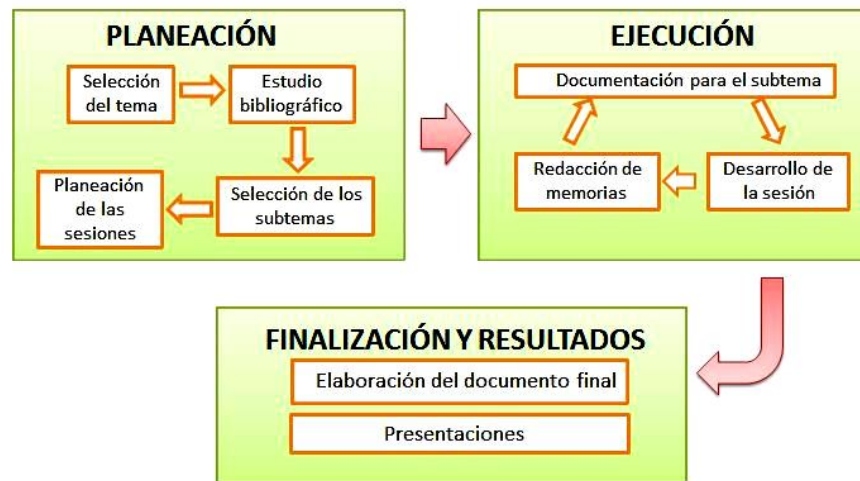 PLANEACIÓN
Selección
del tema
Estudio
bibliográfico
Selección de los
subtemas
Planeación
de las
sesiones
EJECUCIÓN
Documentación para el subtema
Desarrollo de
la sesión
Redacción de
memorias
FINALIZACIÓN Y RESULTADOS
Elaboración del documento final
Presentaciones